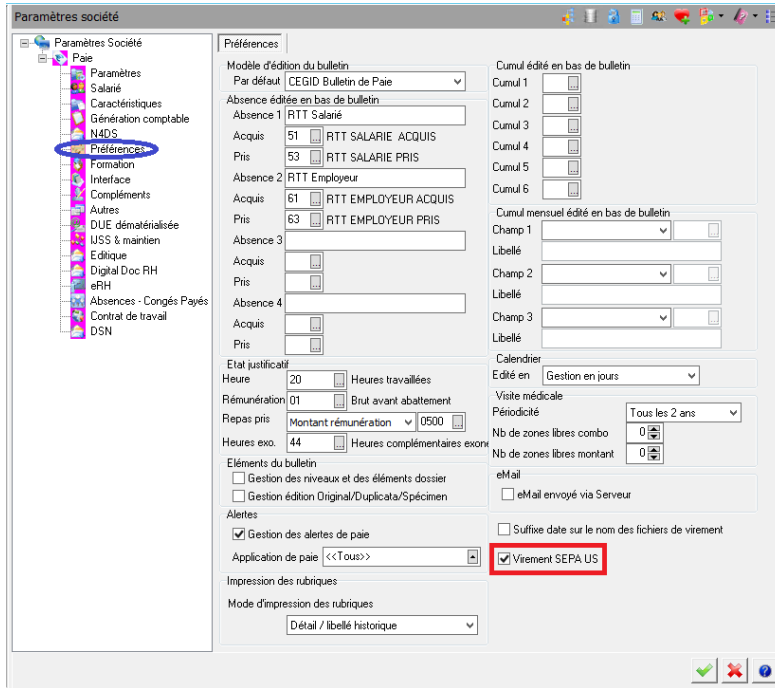 Paramètres société
Paramètres Société
Paie
Paramètres
Salarié
Caractéristiques
Génération comptable
N4DS
Préférences
Formation
Interface
Compléments
Autres
DUE dématérialisée
IJSS & maintien
Editique
Digital Doc RH
eRH
Absences - Congés Payés
Contrat de travail
DSN
Préférences
Modèle d'édition du bulletin
Par défaut CEGID Bulletin de Paie
Absence éditée en bas de bulletin
Absence 1 RTT Salarié
Acquis 51 ... RTT SALARIE ACQUIS
Pris 53 ... RTT SALARIE PRIS
Absence 2 RTT Employeur
Acquis 61 ... RTT EMPLOYEUR ACQUIS
Pris 63 ... RTT EMPLOYEUR PRIS
Absence 3
Acquis ...
Pris ...
Absence 4
Acquis ...
Pris ...
Etat justificatif
Heure 20 ... Heures travaillées
Rémunération 01 ... Brut avant abattement
Repas pris Montant rémunération 0500 ...
Heures exo. 44 ... Heures complémentaires exone
Eléments du bulletin
Gestion des niveaux et des éléments dossier
Gestion édition Original/Duplicata/Spécimen
Alertes
Gestion des alertes de paie
Application de paie <<Tous>>
Impression des rubriques
Mode d'impression des rubriques
Détail / libellé historique
Cumul édité en bas de bulletin
Cumul 1 ...
Cumul 2 ...
Cumul 3 ...
Cumul 4 ...
Cumul 5 ...
Cumul 6 ...
Cumul mensuel édité en bas de bulletin
Champ 1 ...
Libellé
Champ 2 ...
Libellé
Champ 3 ...
Libellé
Calendrier
Edité en Gestion en jours
Visite médicale
Périodicité Tous les 2 ans
Nb de zones libres combo 0
Nb de zones libres montant 0
eMail
eMail envoyé via Serveur
Suffixe date sur le nom des fichiers de virement
Virement SEPA US